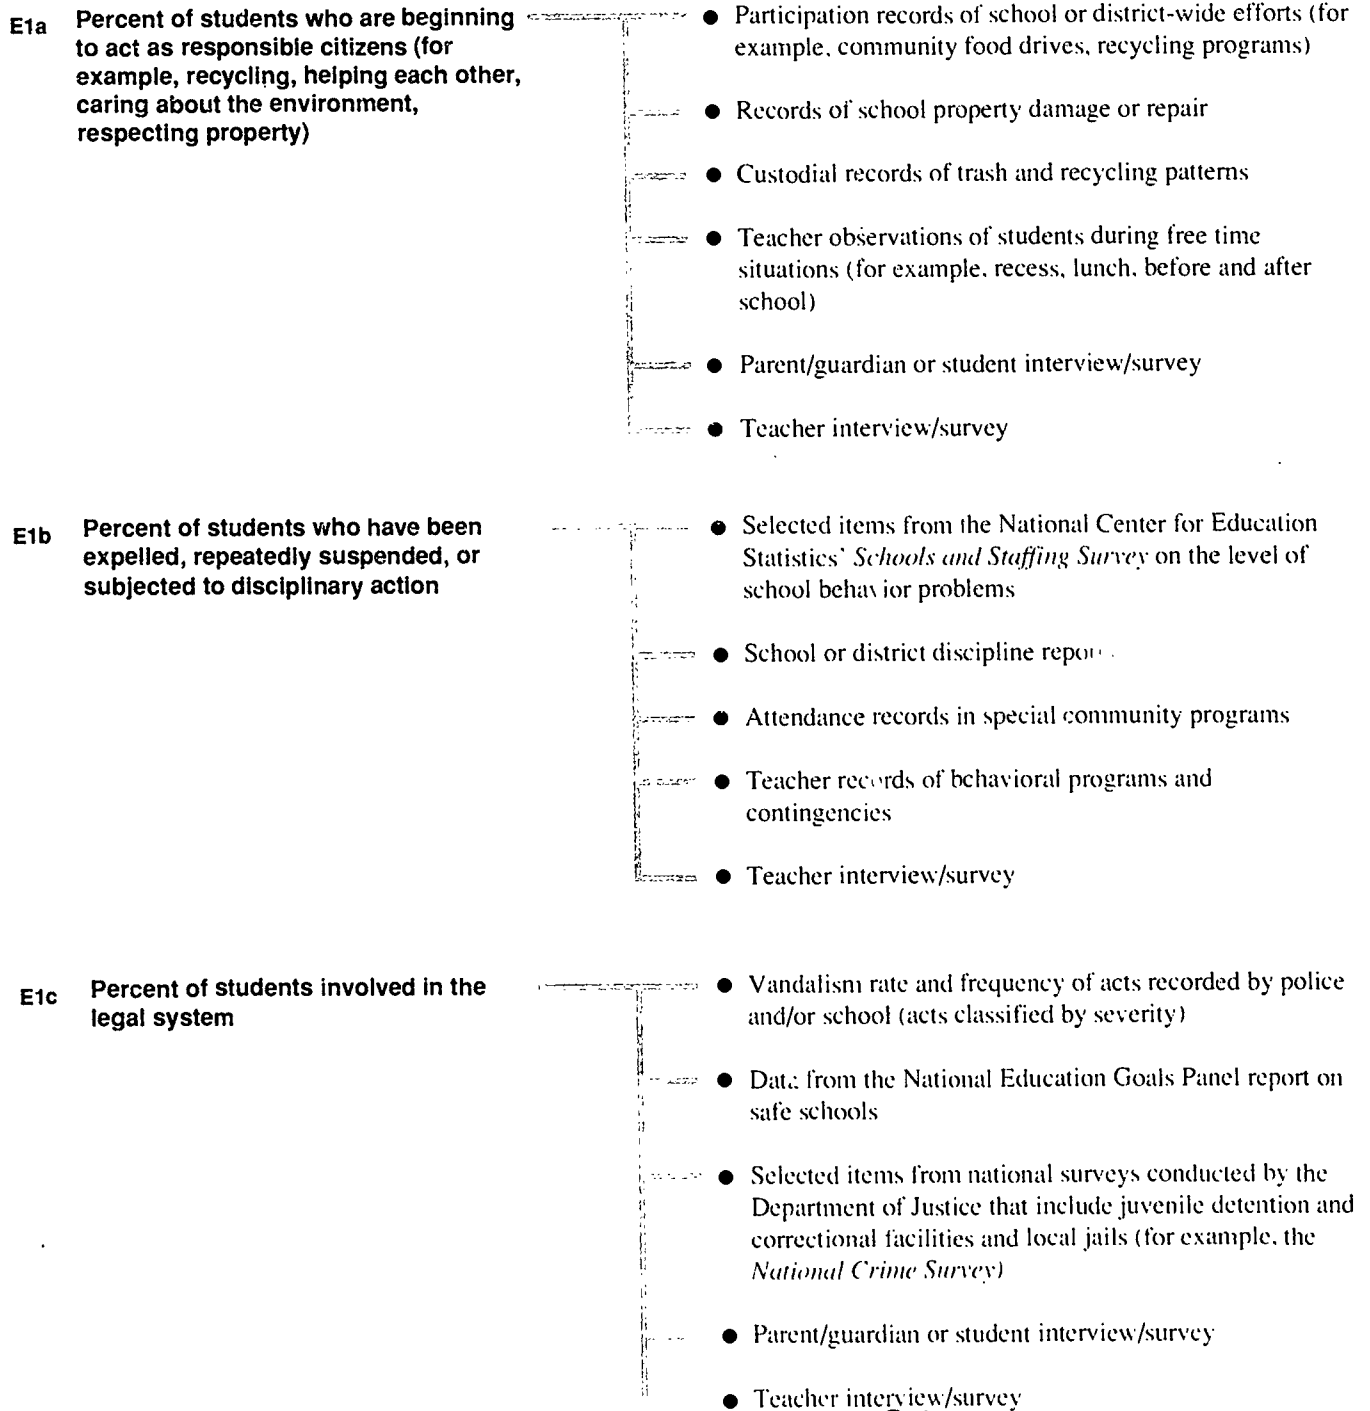 E1a Percent of students who are beginning
to act as responsible citizens (for
example, recycling, helping each other,
caring about the environment,
respecting property)
● Participation records of school or district-wide efforts (for
example, community food drives, recycling programs)
● Records of school property damage or repair
● Custodial records of trash and recycling patterns
● Teacher observations of students during free time
situations (for example, recess, lunch, before and after
school)
● Parent/guardian or student interview/survey
● Teacher interview/survey
E1b Percent of students who have been
expelled, repeatedly suspended, or
subjected to disciplinary action
● Selected items from the National Center for Education
Statistics' Schools and Staffing Survey on the level of
school behavior problems
● School or district discipline
● Attendance records in special community programs
● Teacher records of behavioral programs and
contingencies
● Teacher interview/survey
E1c Percent of students involved in the
legal system
● Vandalism rate and frequency of acts recorded by police
and/or school (acts classified by severity)
● Data from the National Education Goals Panel report on
safe schools
● Selected items from national surveys conducted by the
Department of Justice that include juvenile detention and
correctional facilities and local jails (for example, the
National Crime Survey)
● Parent/guardian or student interview/survey
● Teacher interview/survey